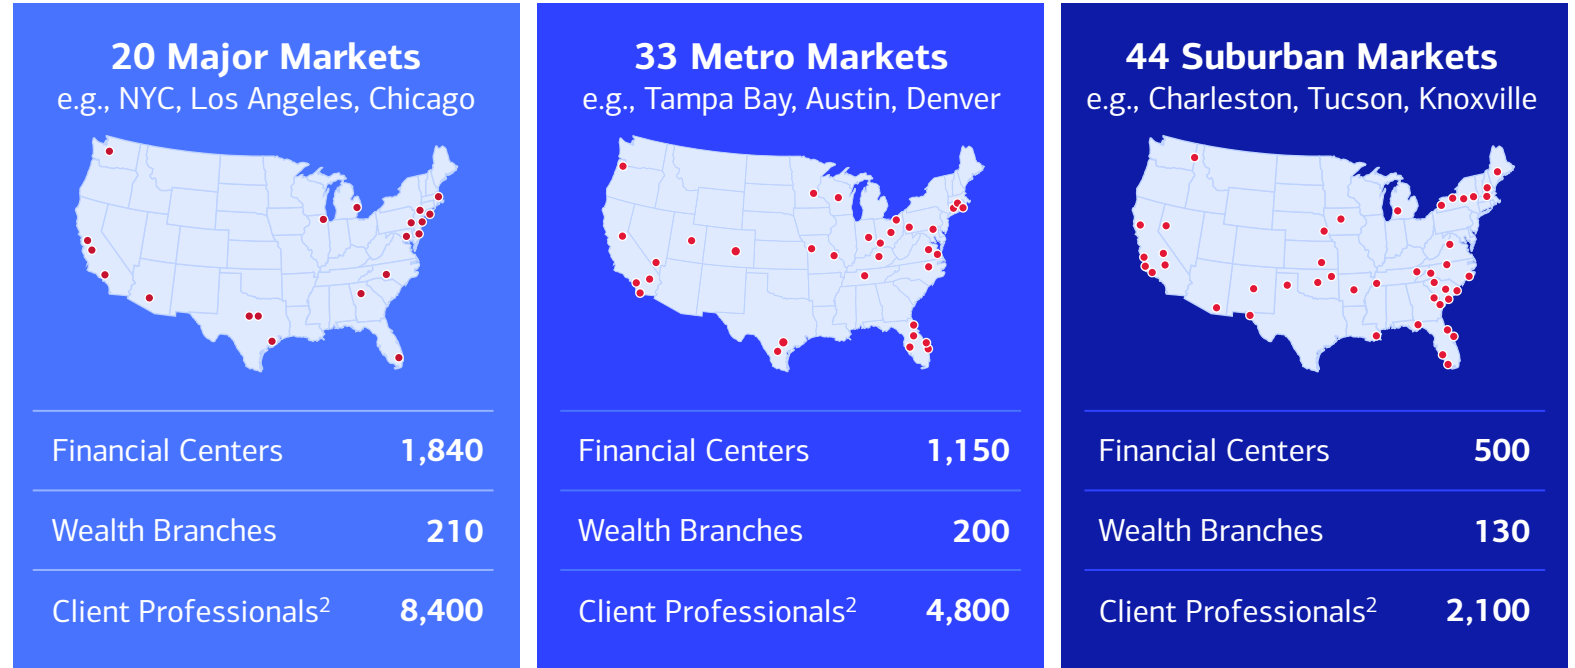 20 Major Markets
e.g., NYC, Los Angeles, Chicago
Financial Centers 1,840
Wealth Branches 210
Client Professionals² 8,400
33 Metro Markets
e.g., Tampa Bay, Austin, Denver
Financial Centers 1,150
Wealth Branches 200
Client Professionals² 4,800
44 Suburban Markets
e.g., Charleston, Tucson, Knoxville
Financial Centers 500
Wealth Branches 130
Client Professionals² 2,100